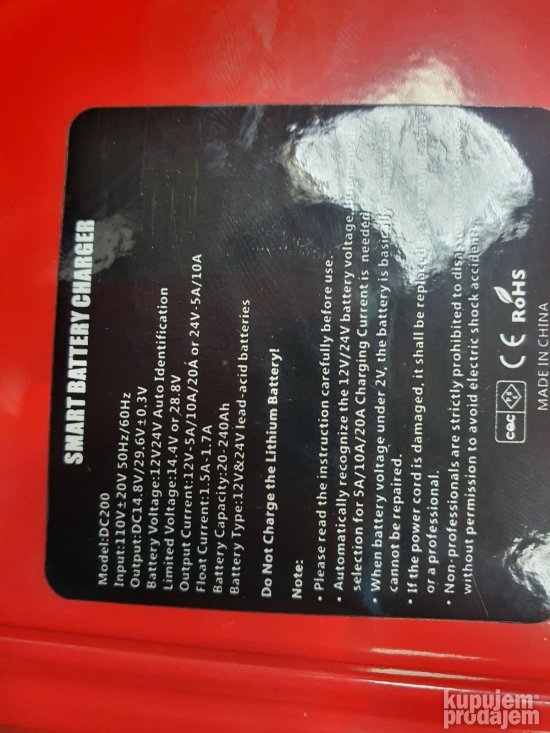 SMART BATTERY CHARGER
Model:DC200
Input:110V±20V 50Hz/60Hz
Output:DC14.8V/29.6V±0.3V
Battery Voltage:12V24V Auto Identification
Limited Voltage:14.4V or 28.8V
Output Current:12V-5A/10A/20A or 24V-5A/10A
Float Current:1.5A-1.7A
Battery Capacity:20-240Ah
Battery Type:12V&24V lead-acid batteries
Do Not Charge the Lithium Battery!
Note:
• Please read the instruction carefully before use.
• Automatically recognize the 12V/24V battery voltage,
selection for 5A/10A/20A Charging Current is needed
• When battery voltage under 2V, the battery is basically
cannot be repaired.
• If the power cord is damaged, it shall be replaced
or a professional.
• Non-professionals are strictly prohibited to
without permission to avoid electric shock accident
CQC CE RoHS
MADE IN CHINA
kupujem
prodajem